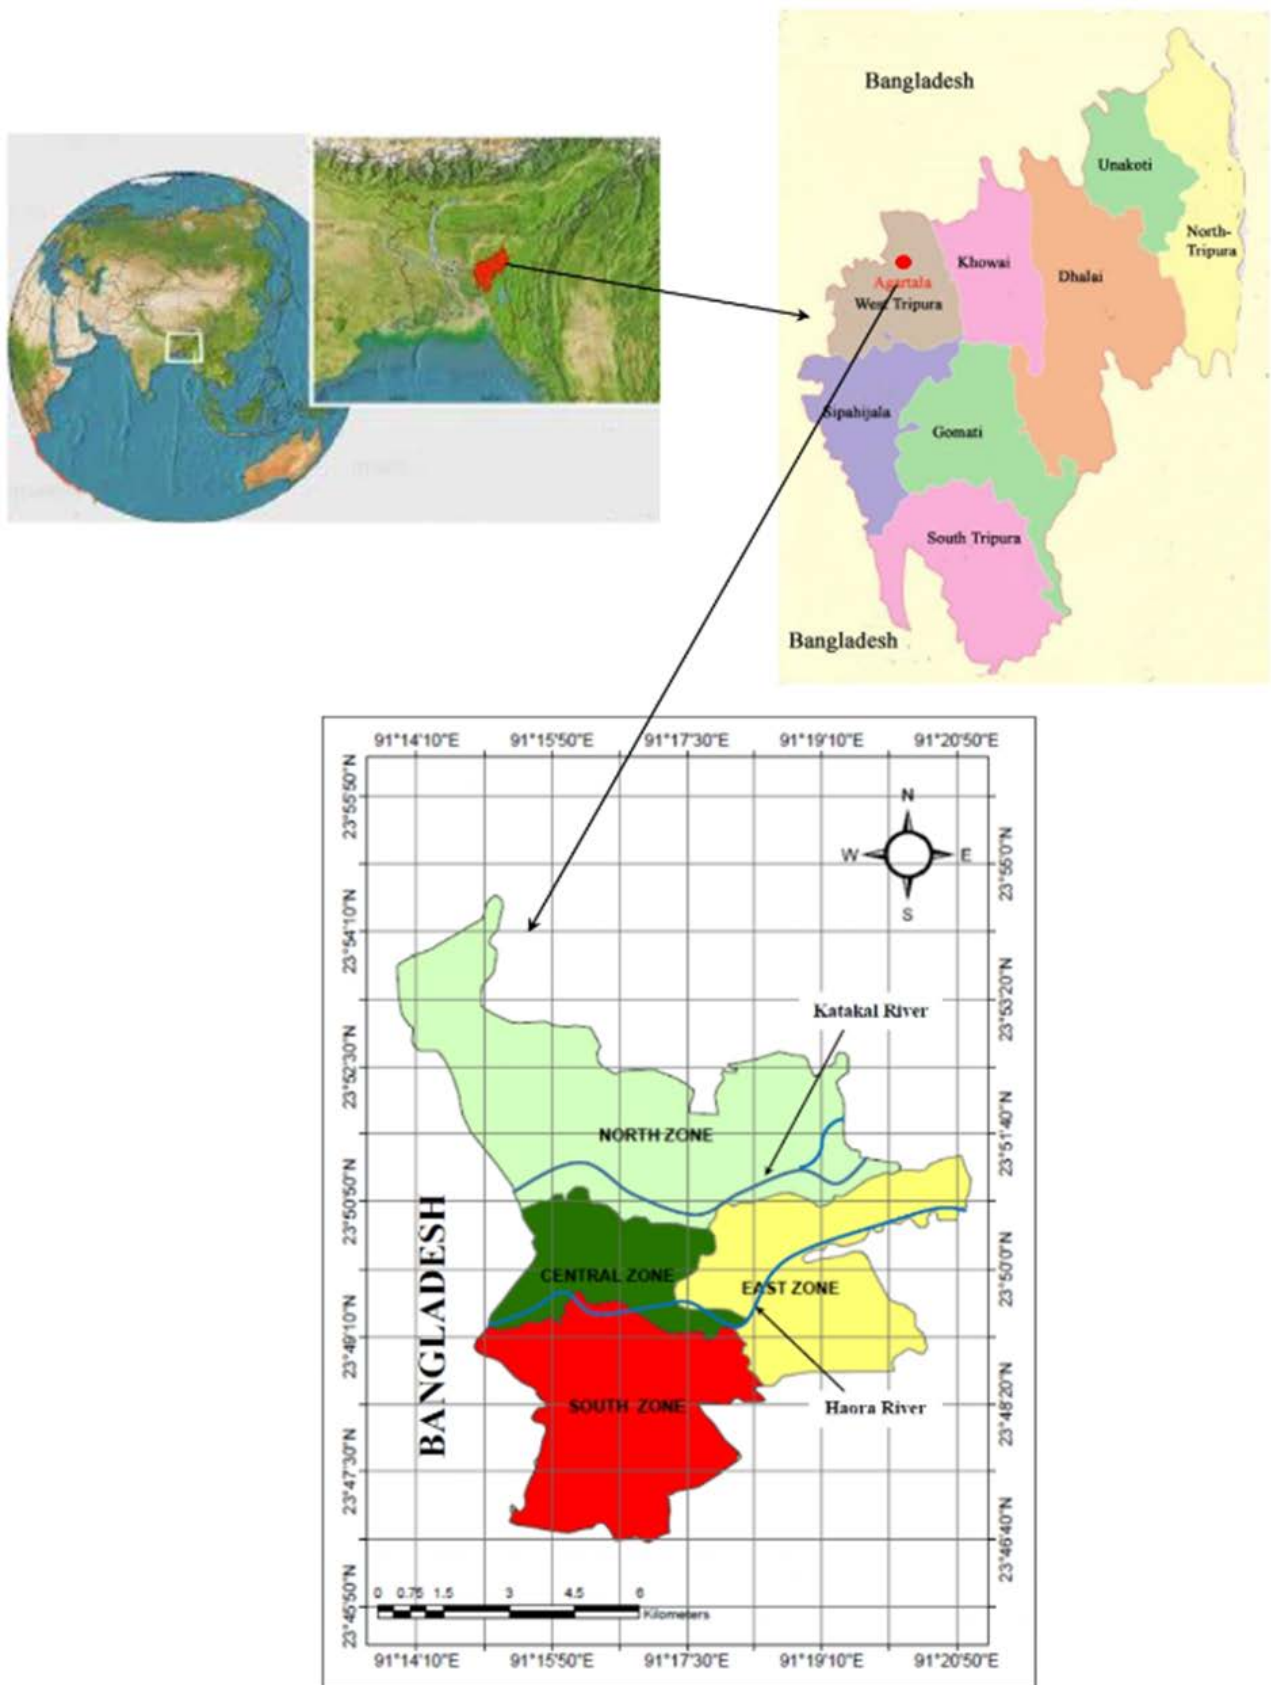 Bangladesh
Unakoti
North-
Tripura
Khowai
Dhalai
Agartala
West Tripura
Sipahijala
Gomati
South Tripura
Bangladesh
91°14'10"E 91°15'50"E 91°17'30"E 91°19'10"E 91°20'50"E
23°55'50"N
N
W E
S
23°55'0"N
23°54'10"N
23°53'20"N
Katakal River
23°52'30"N
23°51'40"N
NORTH ZONE
23°50'50"N
BANGLADESH
23°50'0"N
CENTRAL ZONE
EAST ZONE
23°49'10"N
23°48'20"N
SOUTH ZONE
Haora River
23°47'30"N
23°46'40"N
23°45'50"N
0 0.75 1.5 3 4.5 6
Kilometers
91°14'10"E 91°15'50"E 91°17'30"E 91°19'10"E 91°20'50"E